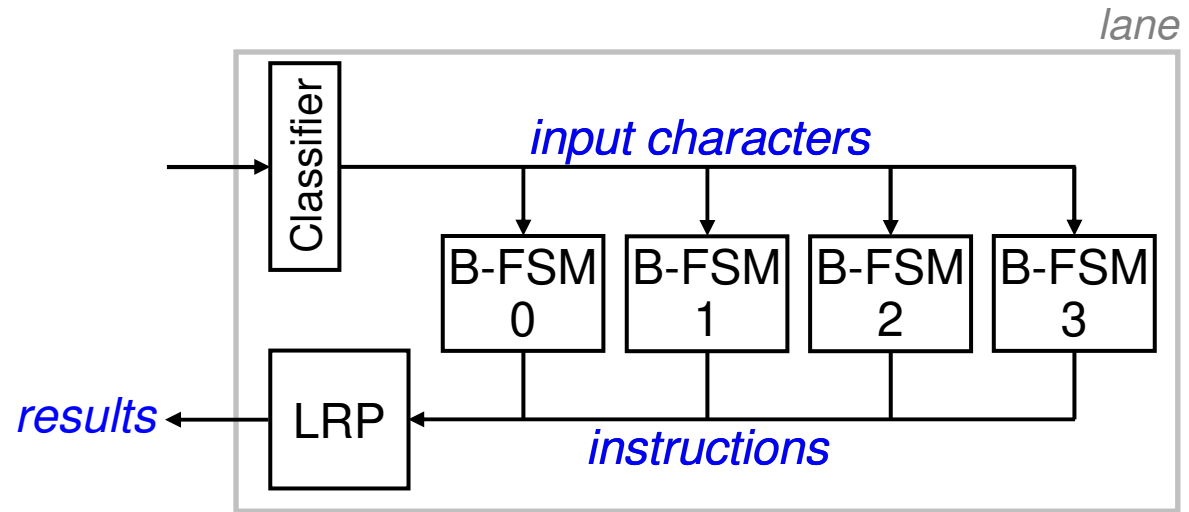 lane
Classifier
input characters
B-FSM
0
B-FSM
1
B-FSM
2
B-FSM
3
results
LRP
instructions